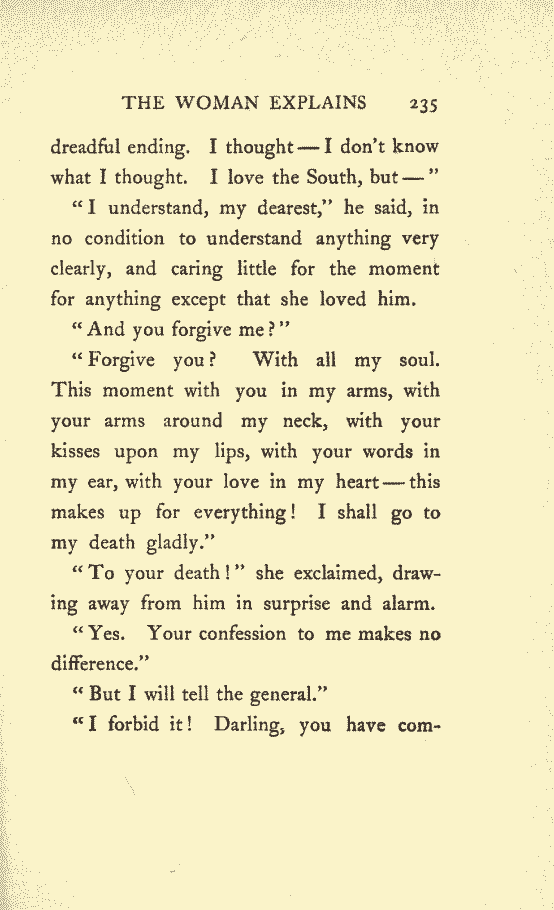 THE WOMAN EXPLAINS 235
dreadful ending. I thought — I don't know
what I thought. I love the South, but — "
"I understand, my dearest," he said, in
no condition to understand anything very
clearly, and caring little for the moment
for anything except that she loved him.
"And you forgive me?"
"Forgive you? With all my soul.
This moment with you in my arms, with
your arms around my neck, with your
kisses upon my lips, with your words in
my ear, with your love in my heart — this
makes up for everything! I shall go to
my death gladly."
"To your death!" she exclaimed, draw-
ing away from him in surprise and alarm.
"Yes. Your confession to me makes no
difference."
"But I will tell the general."
"I forbid it! Darling, you have com-